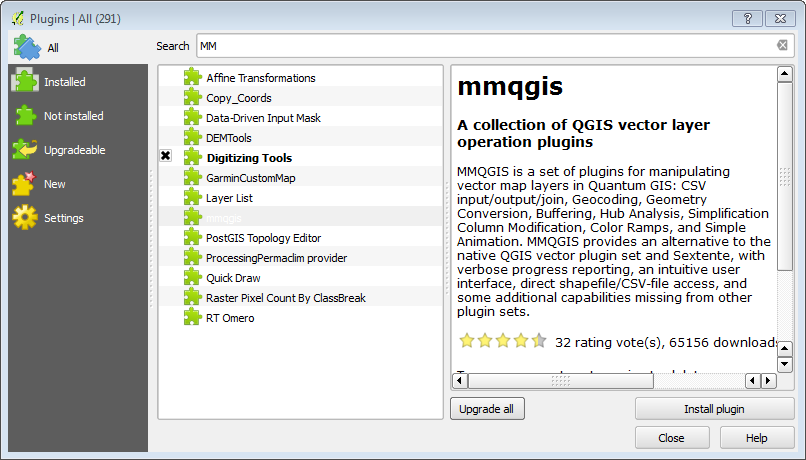 Plugins | All (291)
All
Installed
Not installed
Upgradeable
New
Settings
Search MM
Affine Transformations
Copy_Coords
Data-Driven Input Mask
DEMTools
Digitizing Tools
GarminCustomMap
Layer List
mmqgis
PostGIS Topology Editor
ProcessingPermaclim provider
Quick Draw
Raster Pixel Count By ClassBreak
RT Omero
mmqgis
A collection of QGIS vector layer
operation plugins
MMQGIS is a set of plugins for manipulating
vector map layers in Quantum GIS: CSV
input/output/join, Geocoding, Geometry
Conversion, Buffering, Hub Analysis, Simplification
Column Modification, Color Ramps, and Simple
Animation. MMQGIS provides an alternative to the
native QGIS vector plugin set and Sextente, with
verbose progress reporting, an intuitive user
interface, direct shapefile/CSV-file access, and
some additional capabilities missing from other
plugin sets.
32 rating vote(s), 65156 downloads
Upgrade all
Install plugin
Close
Help